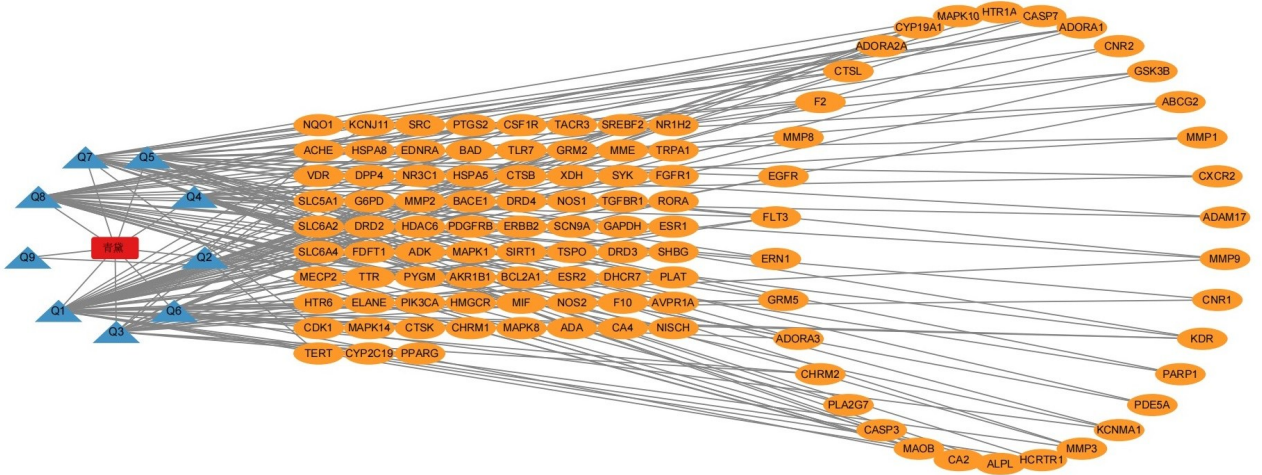 MAPK10 HTR1A CASP7
CYP19A1 ADORA1
ADORA2A CNR2
CTSL GSK3B
F2 ABCG2
NQO1 KCNJ11 SRC PTGS2 CSF1R TACR3 SREBF2 NR1H2
MMP8 MMP1
ACHE HSPA8 EDNRA BAD TLR7 GRM2 MME TRPA1
Q7 Q5
VDR DPP4 NR3C1 HSPA5 CTSB XDH SYK FGFR1 EGFR CXCR2
Q8 Q4
SLC5A1 G6PD MMP2 BACE1 DRD4 NOS1 TGFBR1 RORA
FLT3 ADAM17
SLC6A2 DRD2 HDAC6 PDGFRB ERBB2 SCN9A GAPDH ESR1
青黛
SLC6A4 FDFT1 ADK MAPK1 SIRT1 TSPO DRD3 SHBG
Q9 Q2 ERN1 MMP9
MECP2 TTR PYGM AKR1B1 BCL2A1 ESR2 DHCR7 PLAT
GRM5 CNR1
HTR6 ELANE PIK3CA HMGCR MIF NOS2 F10 AVPR1A
Q1 Q6
CDK1 MAPK14 CTSK CHRM1 MAPK8 ADA CA4 NISCH
Q3 ADORA3 KDR
TERT CYP2C19 PPARG
CHRM2 PARP1
PLA2G7 PDE5A
CASP3 KCNMA1
MAOB MMP3
CA2 ALPL HCRTR1